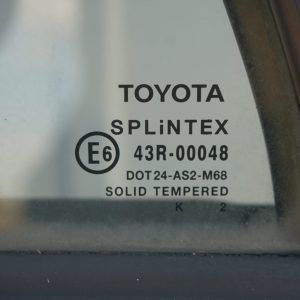 TOYOTA
SPLiNTEX
E6 43R-00048
DOT24-AS2-M68
SOLID TEMPERED
K 2